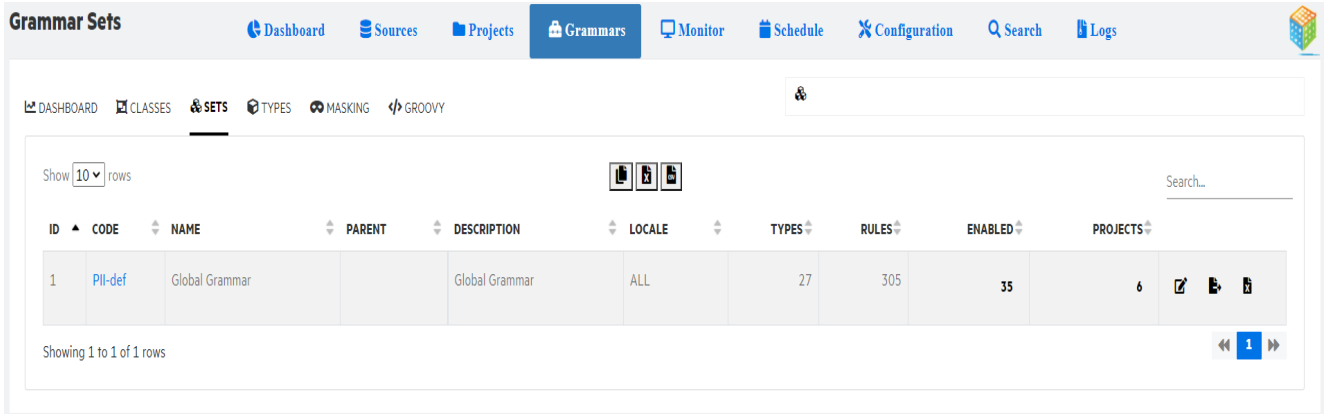 Grammar Sets
Dashboard Sources Projects Grammars Monitor Schedule Configuration Search Logs
DASHBOARD CLASSES SETS TYPES MASKING GROOVY
Show 10 rows
Search...
ID CODE NAME PARENT DESCRIPTION LOCALE TYPES RULES ENABLED PROJECTS
1 PII-def Global Grammar Global Grammar ALL 27 305 35 6
Showing 1 to 1 of 1 rows
1